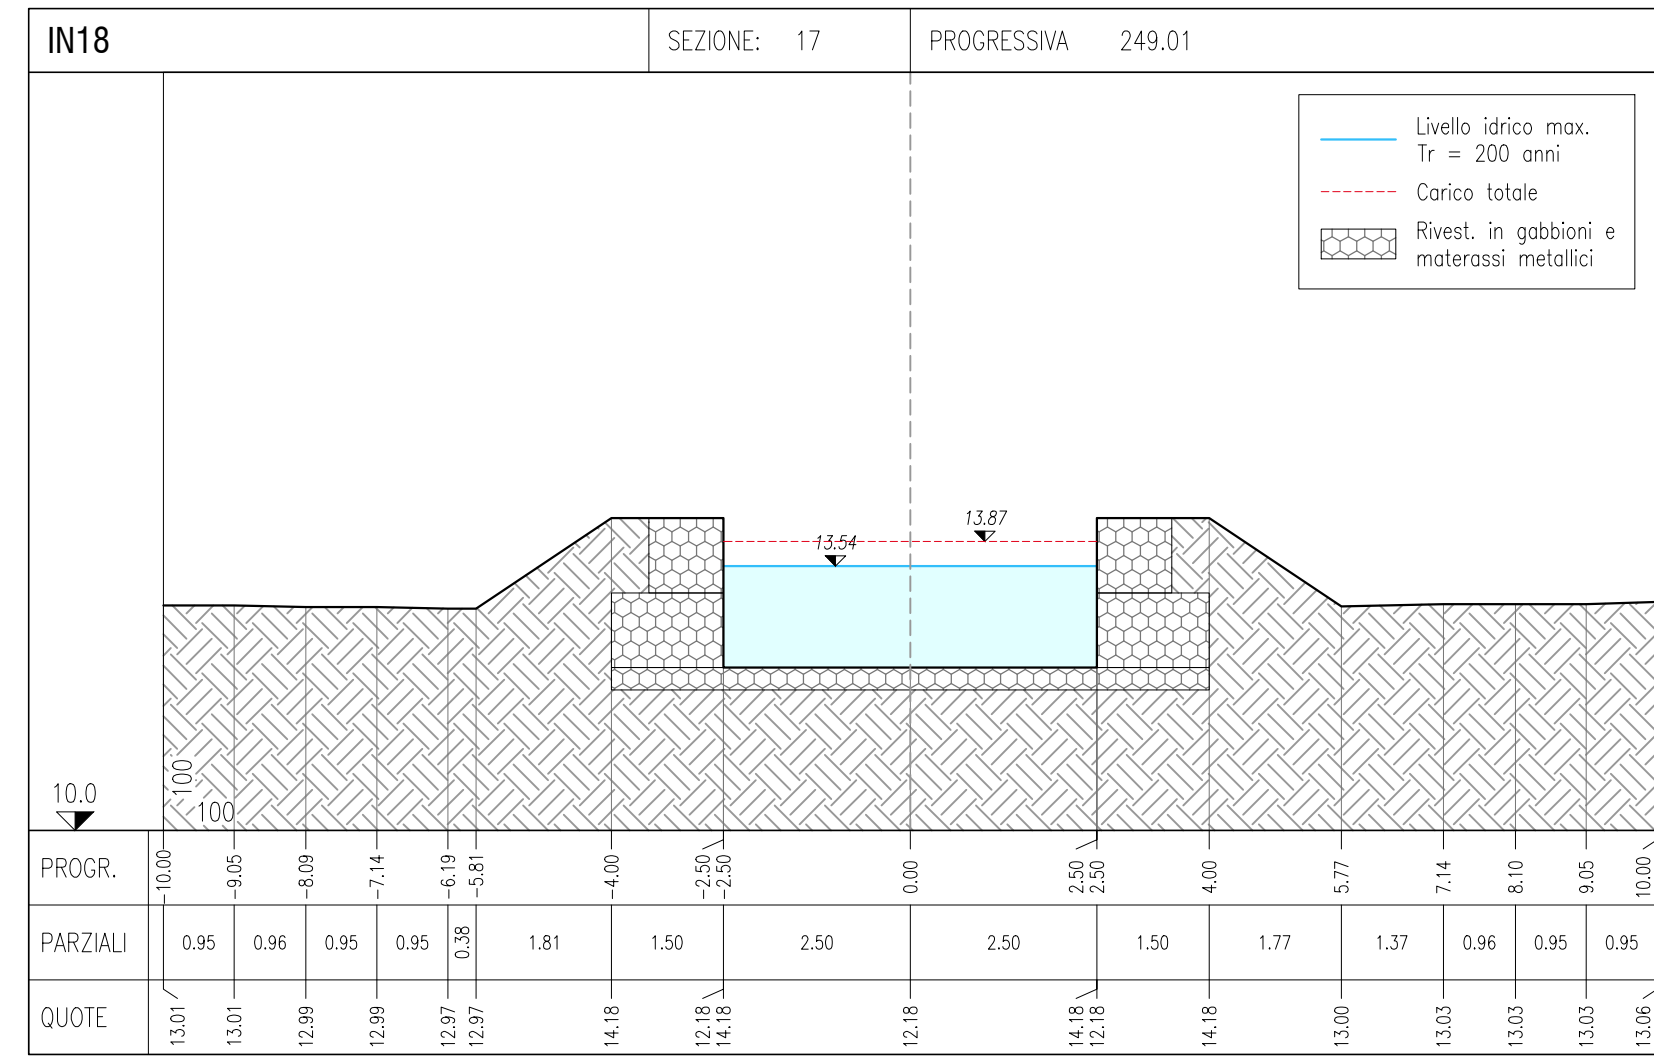 IN18
SEZIONE: 17
PROGRESSIVA 249.01
Livello idrico max.
Tr = 200 anni
Carico totale
Rivest. in gabbioni e
materassi metallici
13.87
13.54
100
100
10.0
PROGR. -10.00 -9.05 -8.09 -7.14 -6.19 -5.81 -4.00 -2.50 -2.50 0.00 2.50 2.50 4.00 5.77 7.14 8.10 9.05 10.00
PARZIALI 0.95 0.96 0.95 0.95 0.38 1.81 1.50 2.50 2.50 1.50 1.77 1.37 0.96 0.95 0.95
QUOTE 13.01 13.01 12.99 12.99 12.97 12.97 14.18 12.18 14.18 12.18 14.18 12.18 14.18 13.00 13.03 13.03 13.03 13.06